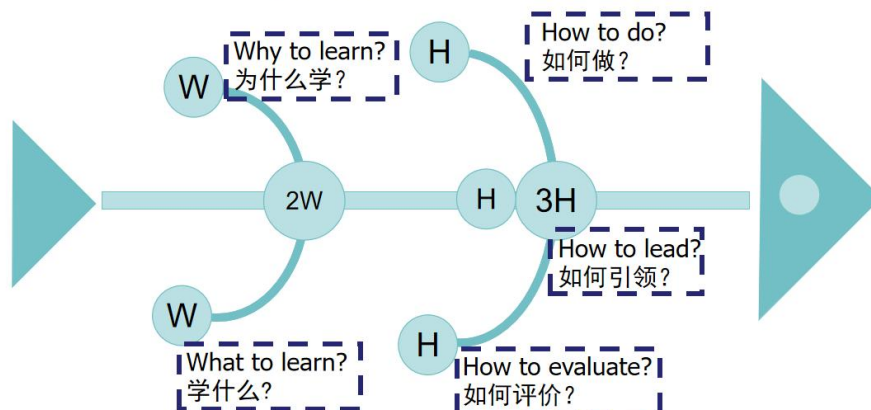 W
Why to learn?
为什么学？
H
How to do?
如何做？
2W
H
3H
How to lead?
如何引领？
W
What to learn?
学什么？
H
How to evaluate?
如何评价？